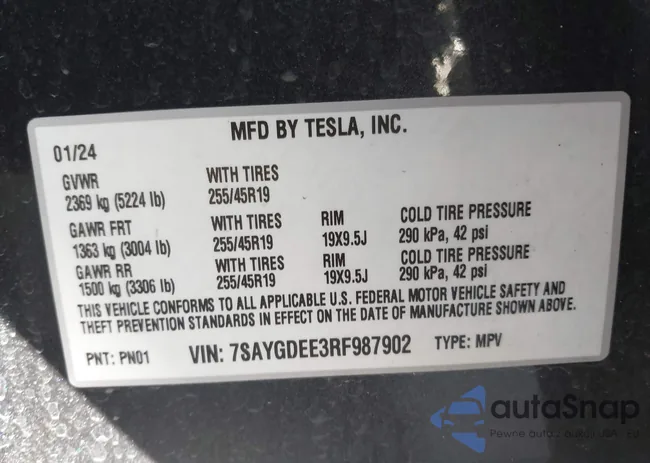 MFD BY TESLA, INC.
01/24
GVWR WITH TIRES
2369 kg (5224 lb) 255/45R19
GAWR FRT WITH TIRES RIM COLD TIRE PRESSURE
1363 kg (3004 lb) 255/45R19 19X9.5J 290 kPa, 42 psi
GAWR RR WITH TIRES RIM COLD TIRE PRESSURE
1500 kg (3306 lb) 255/45R19 19X9.5J 290 kPa, 42 psi
THIS VEHICLE CONFORMS TO ALL APPLICABLE U.S. FEDERAL MOTOR VEHICLE SAFETY AND
THEFT PREVENTION STANDARDS IN EFFECT ON THE DATE OF MANUFACTURE SHOWN ABOVE.
PNT: PN01 VIN: 7SAYGDEE3RF987902 TYPE: MPV
autaSnap
Pewne auta z aukcji USA